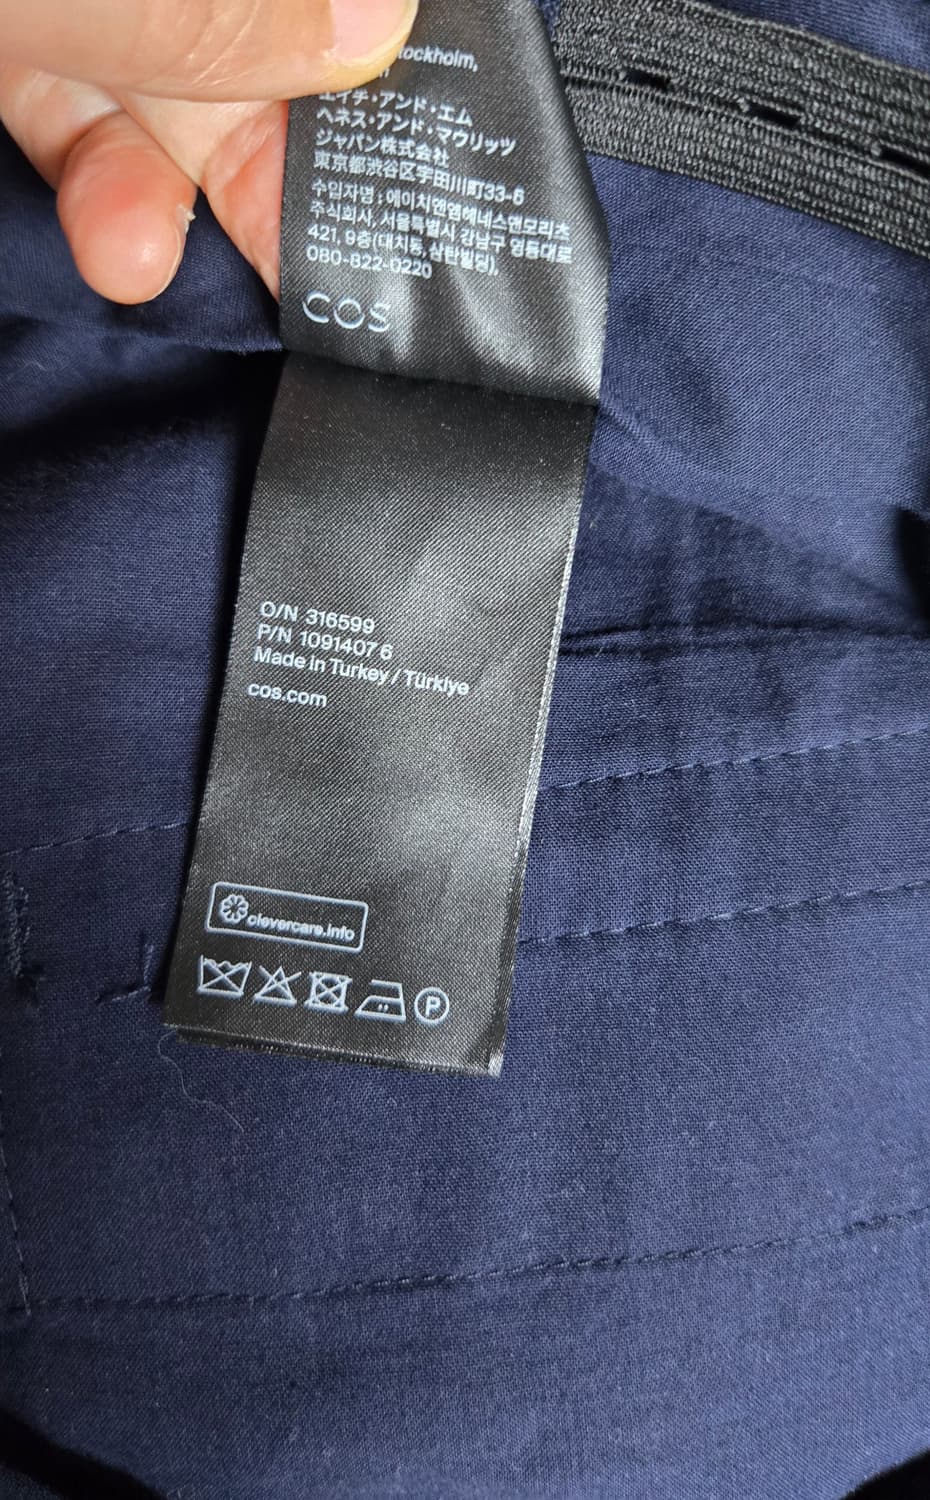 ockholm,
エイチ・アンド・エム
ヘネス・アンド・マウリッツ
ジャパン株式会社
東京都渋谷区宇田川町33-6
수입자명 : 에이치앤엠헤네스앤모리츠
주식회사, 서울특별시 강남구 영동대로
421, 9층(대치동,삼탄빌딩),
080-822-0220
COS
O/N 316599
P/N 1091407 6
Made in Turkey / Türkiye
cos.com
clevercare.info
P